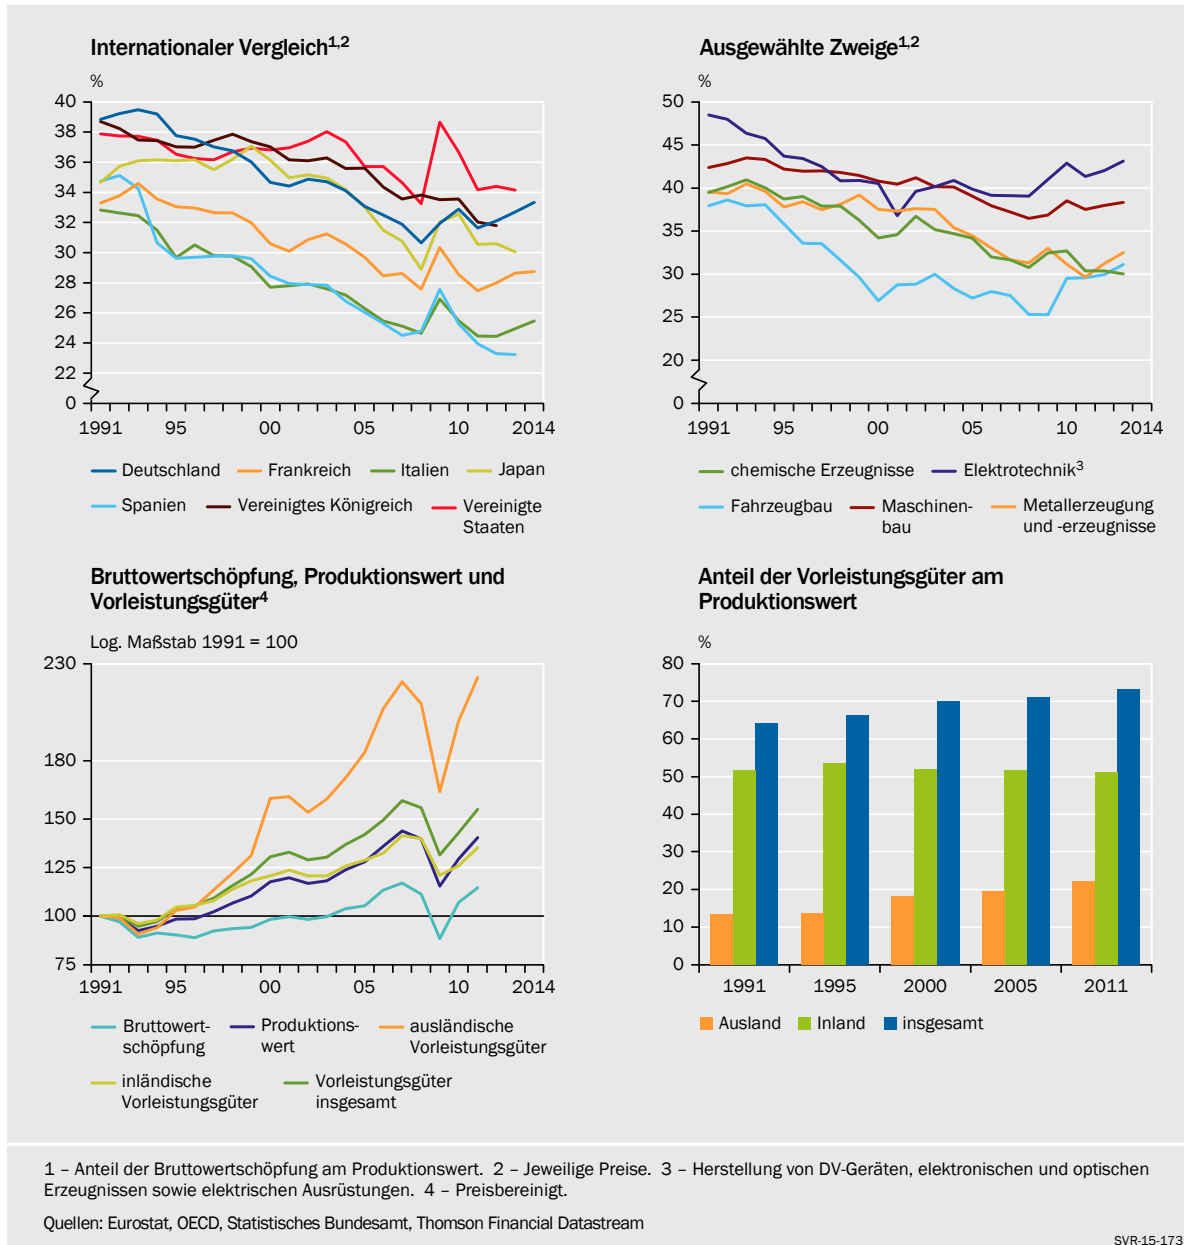 Internationaler Vergleich1,2
%
40
38
36
34
32
30
28
26
24
22
0
1991 95 00 05 10 2014
Deutschland Frankreich Italien Japan
Spanien Vereinigtes Königreich Vereinigte
Staaten
Ausgewählte Zweige1,2
%
50
45
40
35
30
25
20
0
1991 95 00 05 10 2014
chemische Erzeugnisse Elektrotechnik3
Fahrzeugbau Maschinen-
bau Metallerzeugung
und -erzeugnisse
Bruttowertschöpfung, Produktionswert und
Vorleistungsgüter4
Log. Maßstab 1991 = 100
230
180
150
125
100
75
1991 95 00 05 10 2014
Bruttowert-
schöpfung Produktions-
wert ausländische
Vorleistungsgüter
inländische
Vorleistungsgüter Vorleistungsgüter
insgesamt
Anteil der Vorleistungsgüter am
Produktionswert
%
80
70
60
50
40
30
20
10
0
1991 1995 2000 2005 2011
Ausland Inland insgesamt
1 – Anteil der Bruttowertschöpfung am Produktionswert. 2 – Jeweilige Preise. 3 – Herstellung von DV-Geräten, elektronischen und optischen
Erzeugnissen sowie elektrischen Ausrüstungen. 4 – Preisbereinigt.
Quellen: Eurostat, OECD, Statistisches Bundesamt, Thomson Financial Datastream
SVR-15-173